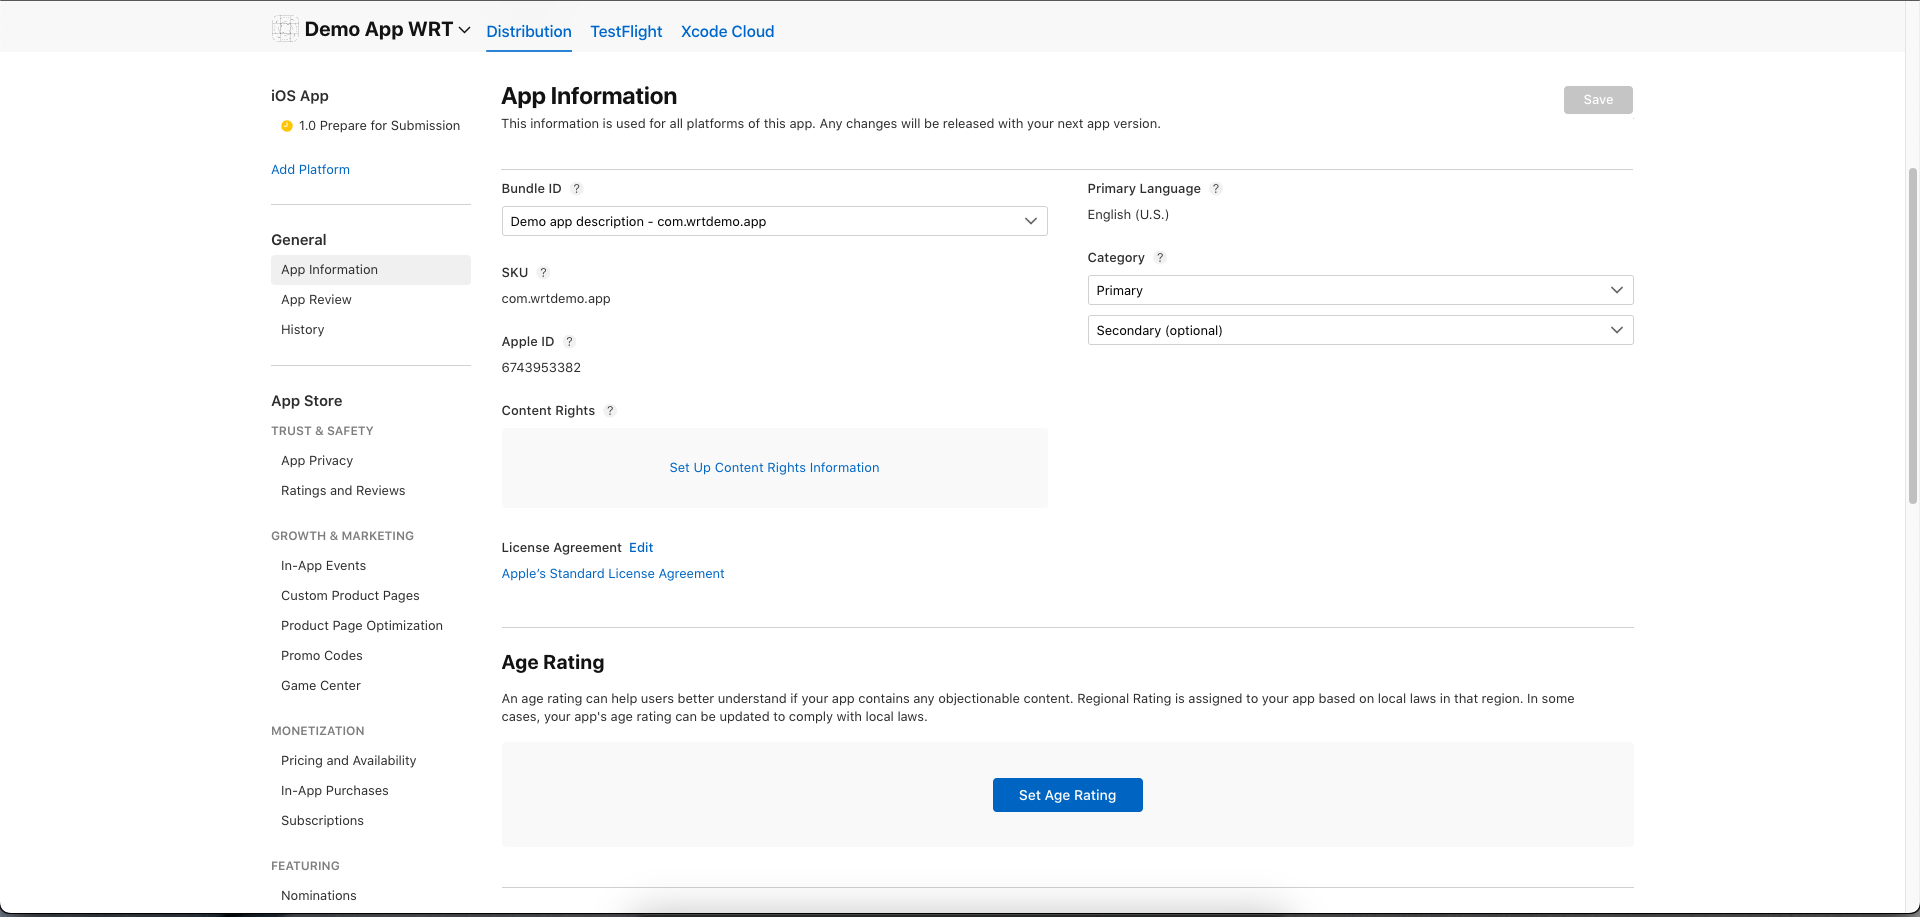 Demo App WRT
Distribution
TestFlight
Xcode Cloud
iOS App
1.0 Prepare for Submission
Add Platform
General
App Information
App Review
History
App Store
TRUST & SAFETY
App Privacy
Ratings and Reviews
GROWTH & MARKETING
In-App Events
Custom Product Pages
Product Page Optimization
Promo Codes
Game Center
MONETIZATION
Pricing and Availability
In-App Purchases
Subscriptions
FEATURING
Nominations
App Information
Save
This information is used for all platforms of this app. Any changes will be released with your next app version.
Bundle ID ?
Demo app description - com.wrtdemo.app
SKU ?
com.wrtdemo.app
Apple ID ?
6743953382
Content Rights ?
Set Up Content Rights Information
License Agreement Edit
Apple’s Standard License Agreement
Primary Language ?
English (U.S.)
Category ?
Primary
Secondary (optional)
Age Rating
An age rating can help users better understand if your app contains any objectionable content. Regional Rating is assigned to your app based on local laws in that region. In some
cases, your app's age rating can be updated to comply with local laws.
Set Age Rating